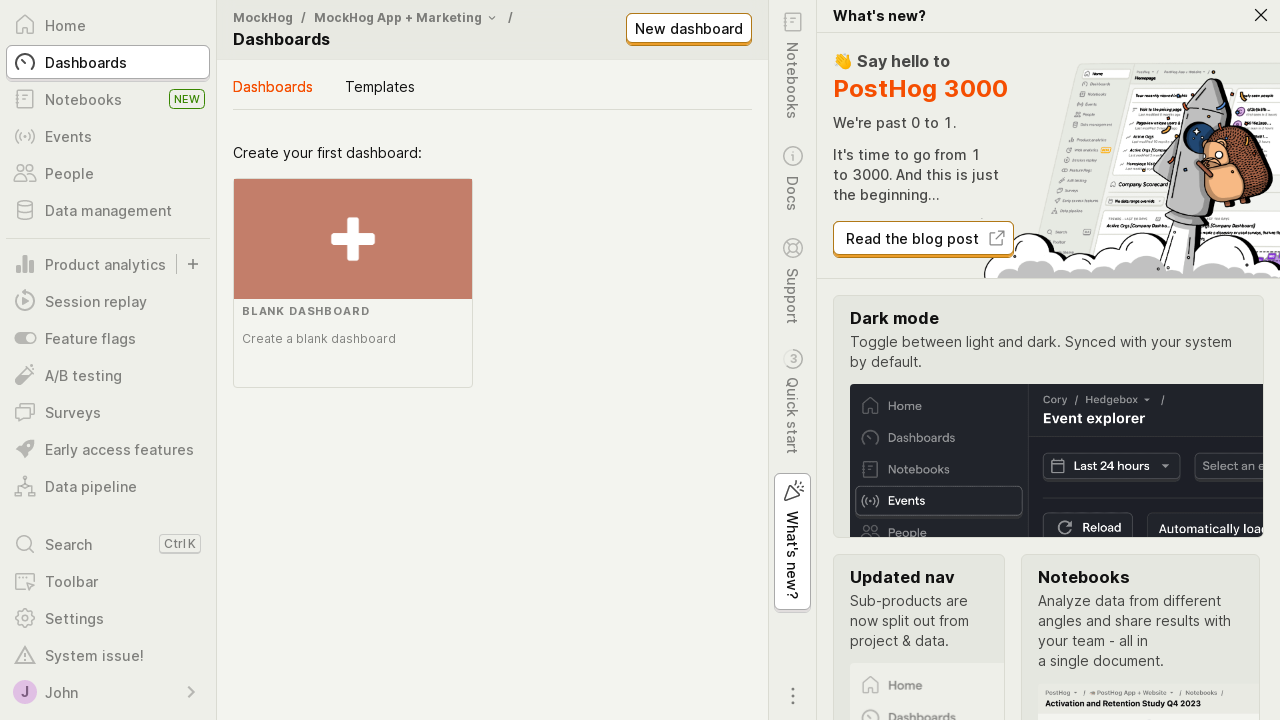 Home
Dashboards
Notebooks NEW
Events
People
Data management
Product analytics
Session replay
Feature flags
A/B testing
Surveys
Early access features
Data pipeline
Search Ctrl K
Toolbar
Settings
System issue!
J John
MockHog / MockHog App + Marketing /
Dashboards
New dashboard
Dashboards Templates
Create your first dashboard:
BLANK DASHBOARD
Create a blank dashboard
Notebooks
Docs
Support
3 Quick start
What's new?
What's new?
👋 Say hello to
PostHog 3000
We're past 0 to 1.
It's time to go from 1
to 3000. And this is just
the beginning...
Read the blog post
Dark mode
Toggle between light and dark. Synced with your system
by default.
Home
Dashboards
Notebooks
Events
People
Cory / Hedgebox /
Event explorer
Last 24 hours Select an e
Reload Automatically loa
Updated nav
Sub-products are
now split out from
project & data.
Home
Dashboards
Notebooks
Analyze data from different
angles and share results with
your team - all in
a single document.
PostHog / PostHog App + Website / Notebooks /
Activation and Retention Study Q4 2023